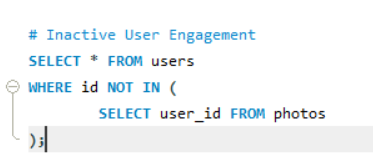 # Inactive User Engagement
SELECT * FROM users
WHERE id NOT IN (
SELECT user_id FROM photos
);